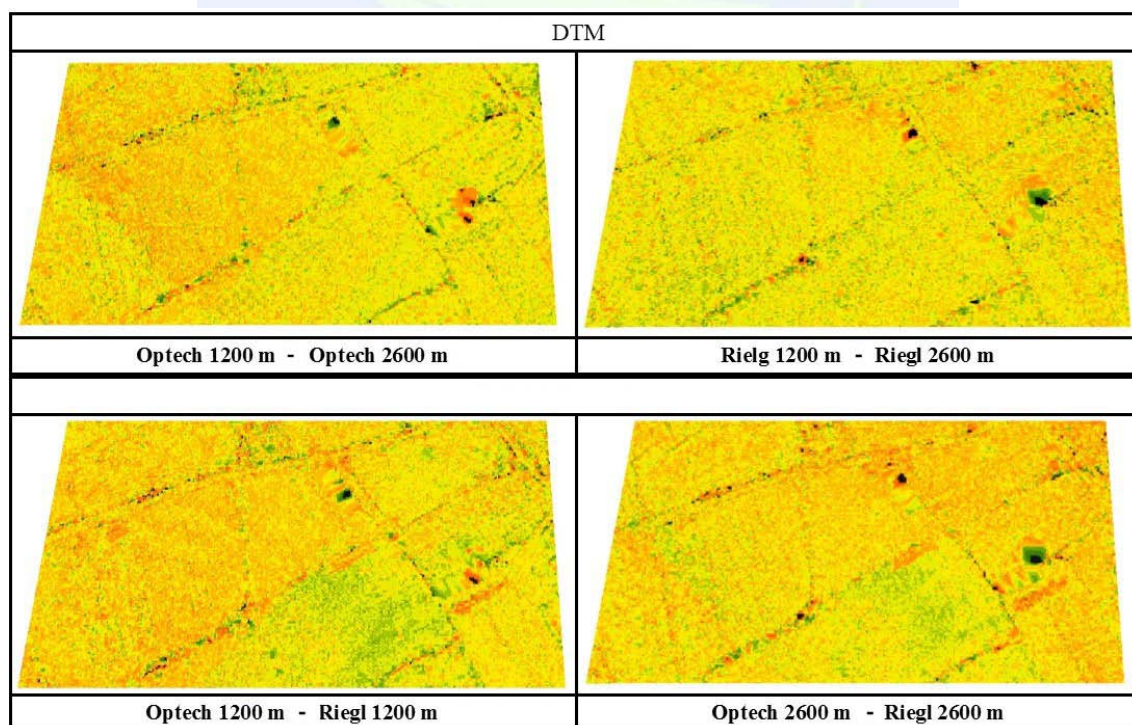 DTM
Optech 1200 m - Optech 2600 m
Rielg 1200 m - Riegl 2600 m
Optech 1200 m - Riegl 1200 m
Optech 2600 m - Riegl 2600 m